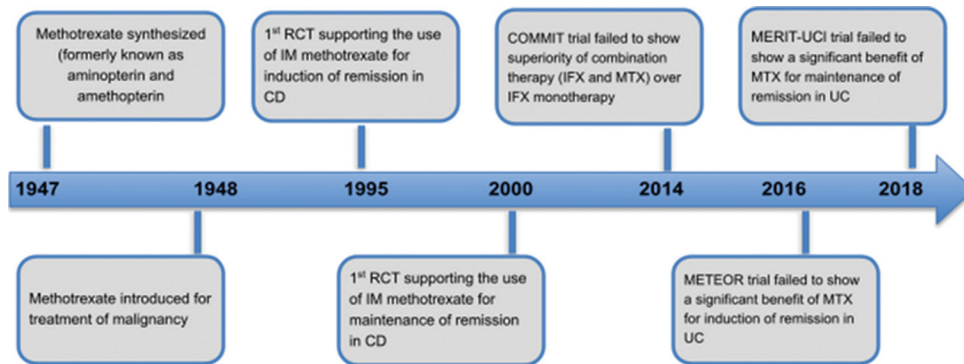 Methotrexate synthesized
(formerly known as
aminopterin and
amethopterin
1st RCT supporting the use
of IM methotrexate for
induction of remission in
CD
COMMIT trial failed to show
superiority of combination
therapy (IFX and MTX) over
IFX monotherapy
MERIT-UCI trial failed to
show a significant benefit of
MTX for maintenance of
remission in UC
1947 1948 1995 2000 2014 2016 2018
Methotrexate introduced for
treatment of malignancy
1st RCT supporting the use
of IM methotrexate for
maintenance of remission
in CD
METEOR trial failed to show
a significant benefit of MTX
for induction of remission in
UC